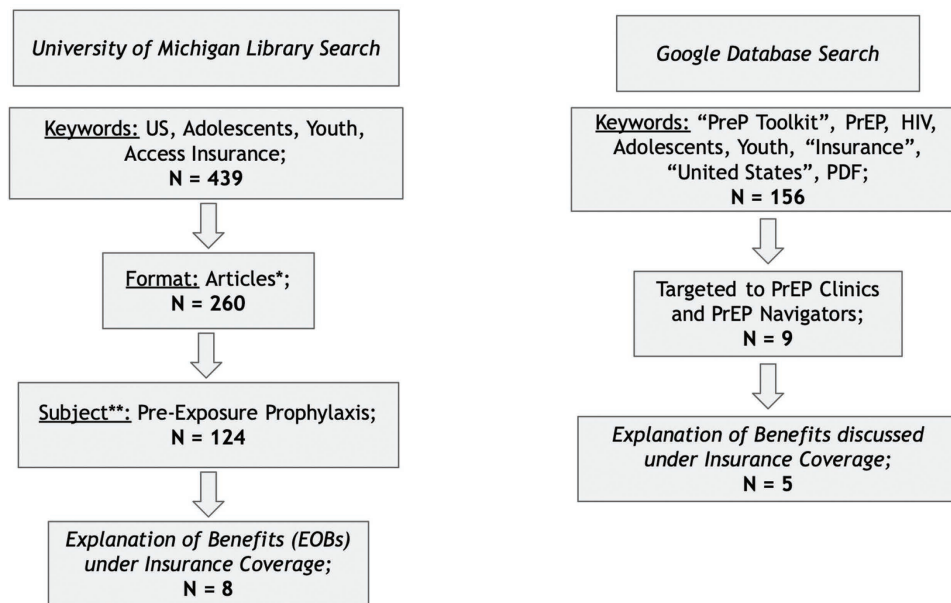 University of Michigan Library Search
Keywords: US, Adolescents, Youth,
Access Insurance;
N = 439
Format: Articles*;
N = 260
Subject**: Pre-Exposure Prophylaxis;
N = 124
Explanation of Benefits (EOBs)
under Insurance Coverage;
N = 8
Google Database Search
Keywords: “PreP Toolkit”, PrEP, HIV,
Adolescents, Youth, “Insurance”,
“United States”, PDF;
N = 156
Targeted to PrEP Clinics
and PrEP Navigators;
N = 9
Explanation of Benefits discussed
under Insurance Coverage;
N = 5